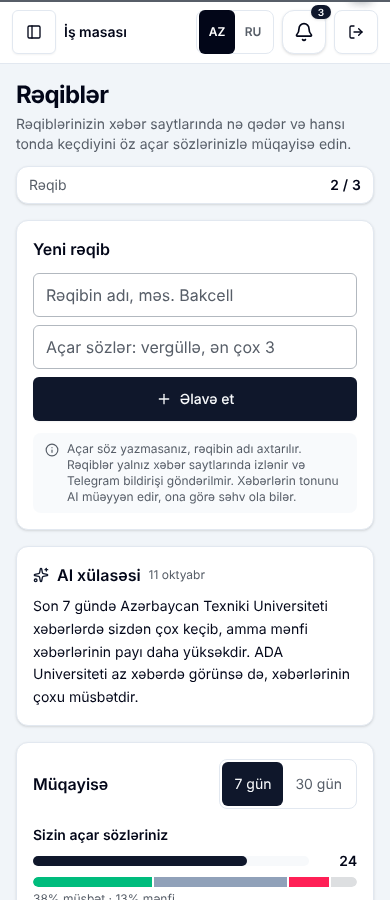 İş masası
AZ
RU
3
Rəqiblər
Rəqiblərinizin xəbər saytlarında nə qədər və hansı
tonda keçdiyini öz açar sözlərinizlə müqayisə edin.
Rəqib
2 / 3
Yeni rəqib
Rəqibin adı, məs. Bakcell
Açar sözlər: vergüllə, ən çox 3
+ Əlavə et
Açar söz yazmasanız, rəqibin adı axtarılır.
Rəqiblər yalnız xəbər saytlarında izlənir və
Telegram bildirişi göndərilmir. Xəbərlərin tonunu
AI müəyyən edir, ona görə səhv ola bilər.
AI xülasəsi 11 oktyabr
Son 7 gündə Azərbaycan Texniki Universiteti
xəbərlərdə sizdən çox keçib, amma mənfi
xəbərlərinin payı daha yüksəkdir. ADA
Universiteti az xəbərdə görünsə də, xəbərlərinin
çoxu müsbətdir.
Müqayisə
7 gün
30 gün
Sizin açar sözləriniz
24
38% müsbət · 13% mənfi